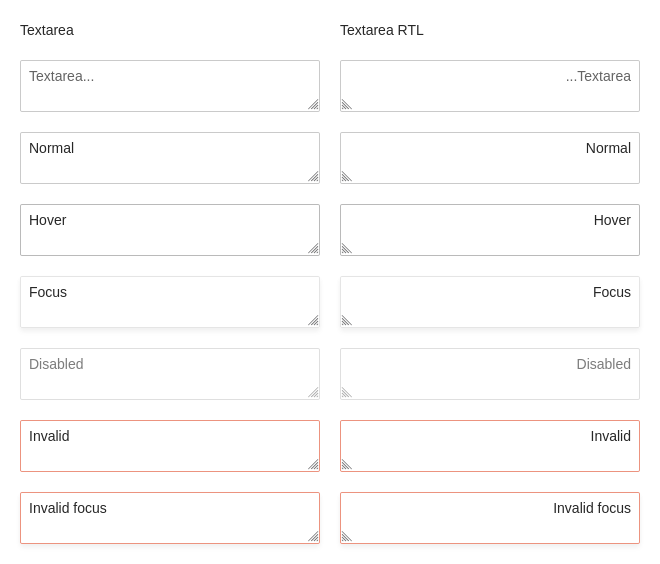 Textarea
Textarea RTL
Textarea...
...Textarea
Normal
Normal
Hover
Hover
Focus
Focus
Disabled
Disabled
Invalid
Invalid
Invalid focus
Invalid focus